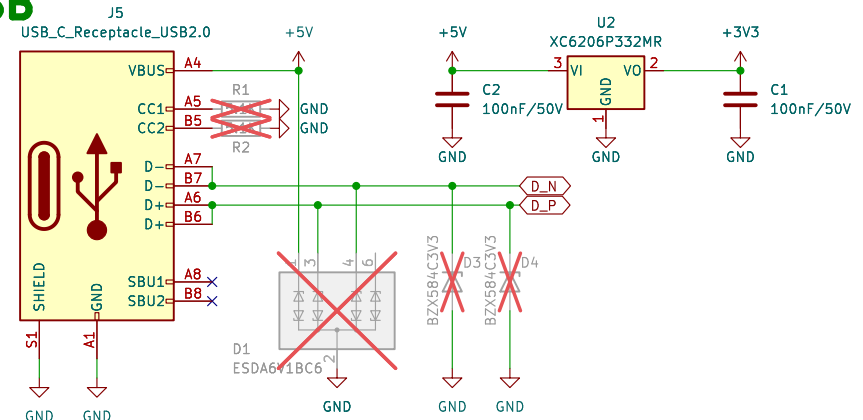 B
J5
USB_C_Receptacle_USB2.0
+5V
+5V
U2
XC6206P332MR
+3V3
VBUS
A4
3
VI
VO
2
GND
1
C2
100nF/50V
C1
100nF/50V
R1
CC1
A5
GND
CC2
B5
GND
R2
GND
GND
GND
D-
A7
D-
B7
D_N
D+
A6
D_P
D+
B6
1
3
4
6
BZX584C3V3
D3
BZX584C3V3
D4
SBU1
A8
SBU2
B8
SHIELD
GND
S1
A1
D1
ESDA6V1BC6
2
GND
GND
GND
GND
GND